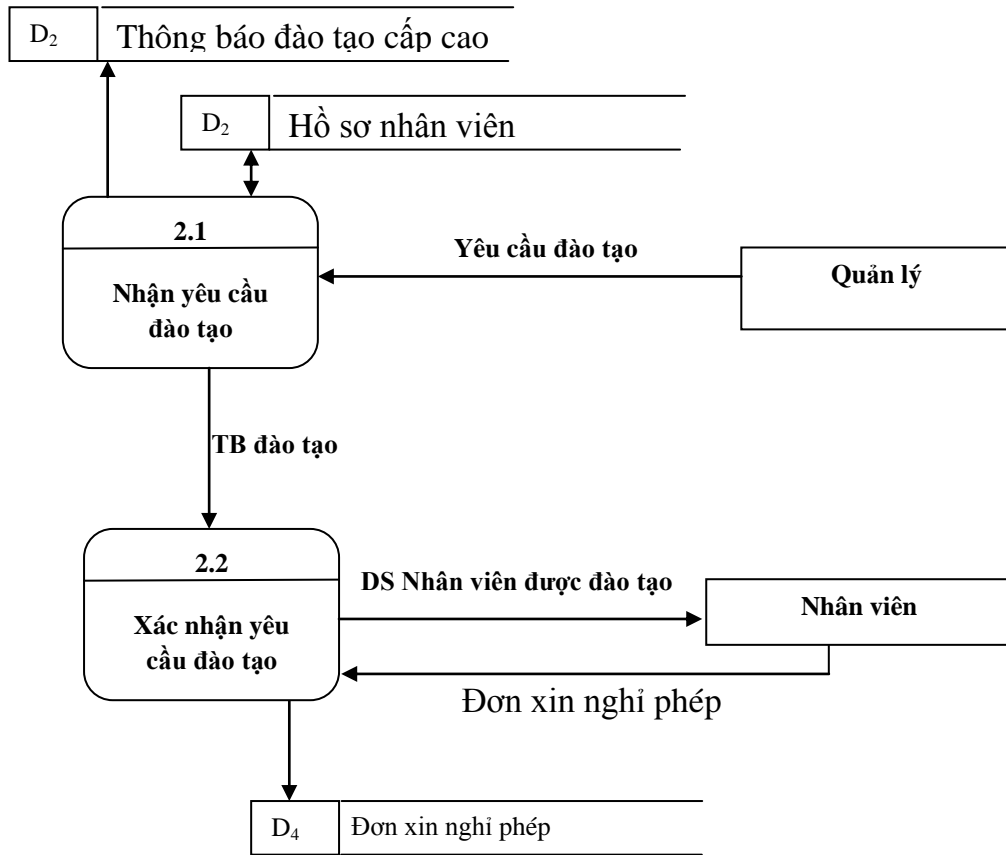 D₂ Thông báo đào tạo cấp cao
D₂ Hồ sơ nhân viên
2.1
Nhận yêu cầu
đào tạo
Yêu cầu đào tạo
Quản lý
TB đào tạo
2.2
Xác nhận yêu
cầu đào tạo
DS Nhân viên được đào tạo
Nhân viên
Đơn xin nghỉ phép
D₄ Đơn xin nghỉ phép